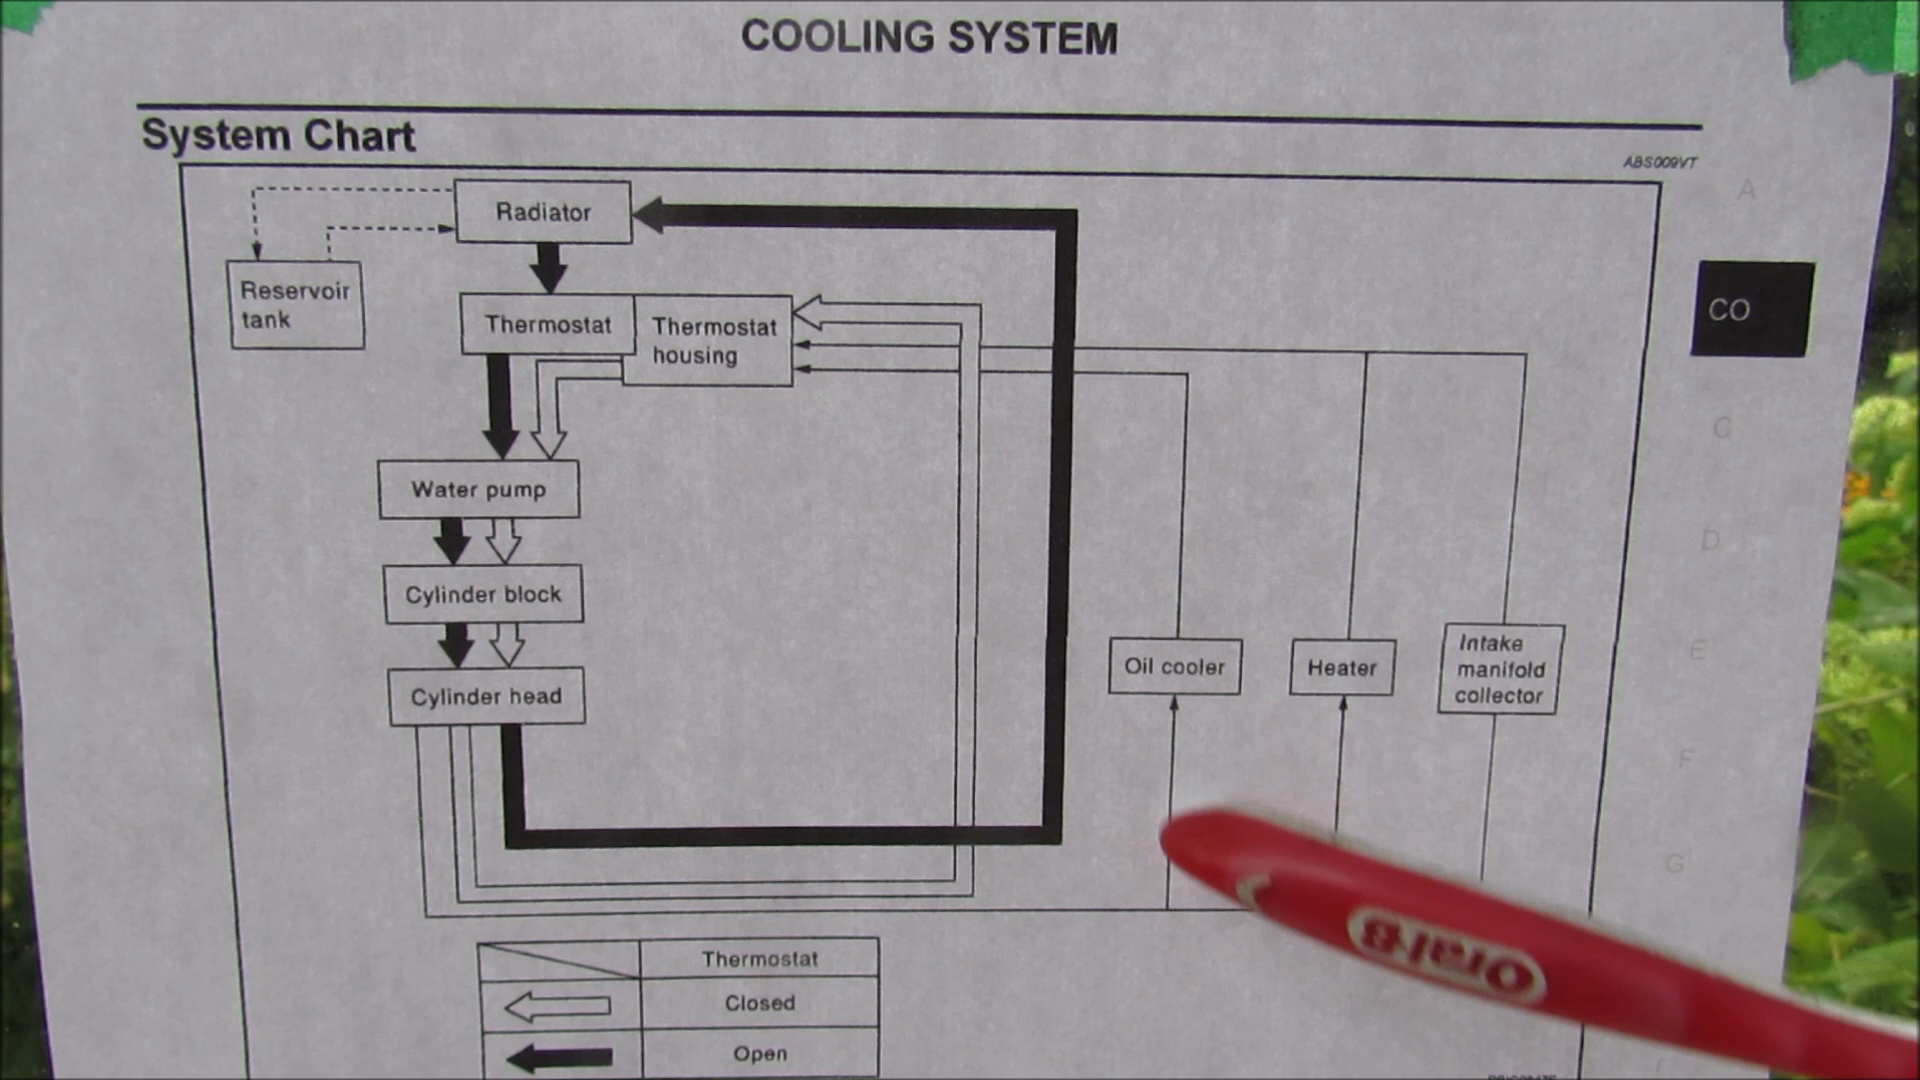 COOLING SYSTEM
System Chart
ABS009VT
A
Radiator
Reservoir
tank
Thermostat
Thermostat
housing
CO
C
Water pump
D
Cylinder block
Oil cooler
Heater
Intake
manifold
collector
E
Cylinder head
F
G
Oral-B
Thermostat
Closed
Open